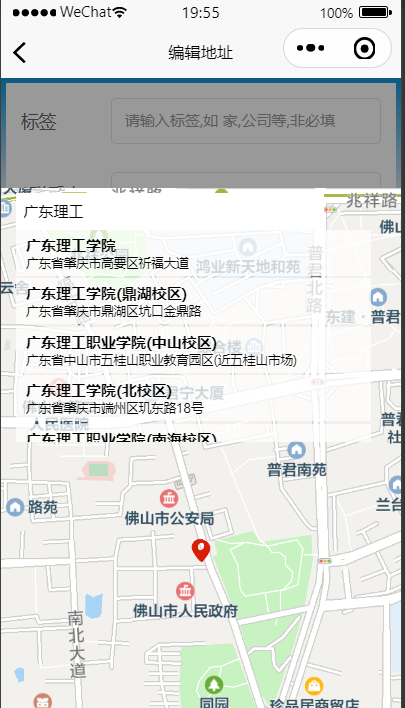 WeChat 19:55 100%
编辑地址
标签 请输入标签,如 家,公司等,非必填
兆祥路
广东理工
广东理工学院
广东省肇庆市高要区祈福大道
鸿业新天地和苑
普君北路
广东理工学院(鼎湖校区)
广东省肇庆市鼎湖区坑口金鼎路
东建·普君
广东理工职业学院(中山校区)
广东省中山市五桂山职业教育园区(近五桂山市场)
广东理工学院(北校区)
广东省肇庆市端州区玑东路18号
君宁大厦
人民医院
广东理工职业学院(南海校区)
普君
社区
普君南苑
路苑
兰台
佛山市公安局
佛山市人民政府
南北大道
同园
珍品居商贸店